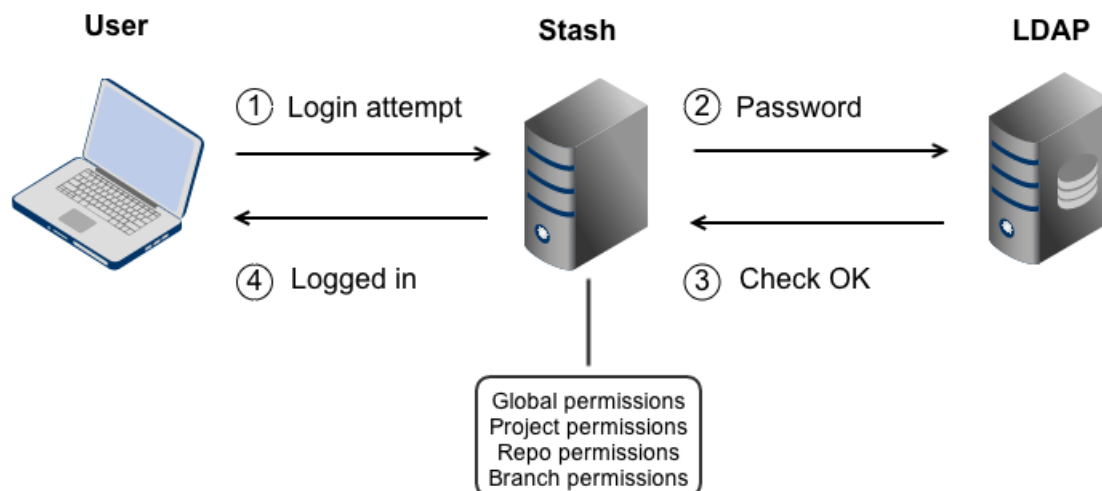 User
Stash
LDAP
① Login attempt
② Password
④ Logged in
③ Check OK
Global permissions
Project permissions
Repo permissions
Branch permissions